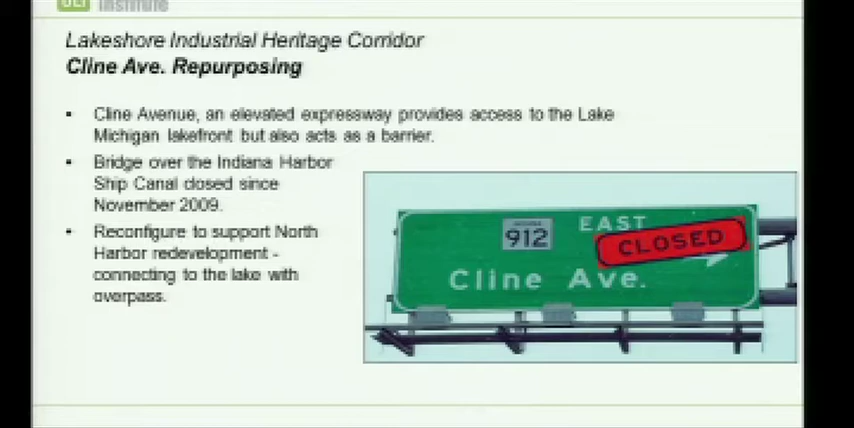 ULI Institute
Lakeshore Industrial Heritage Corridor
Cline Ave. Repurposing
• Cline Avenue, an elevated expressway provides access to the Lake
Michigan lakefront but also acts as a barrier.
• Bridge over the Indiana Harbor
Ship Canal closed since
November 2009.
• Reconfigure to support North
Harbor redevelopment -
connecting to the lake with
overpass.
912
EAST
CLOSED
Cline Ave.